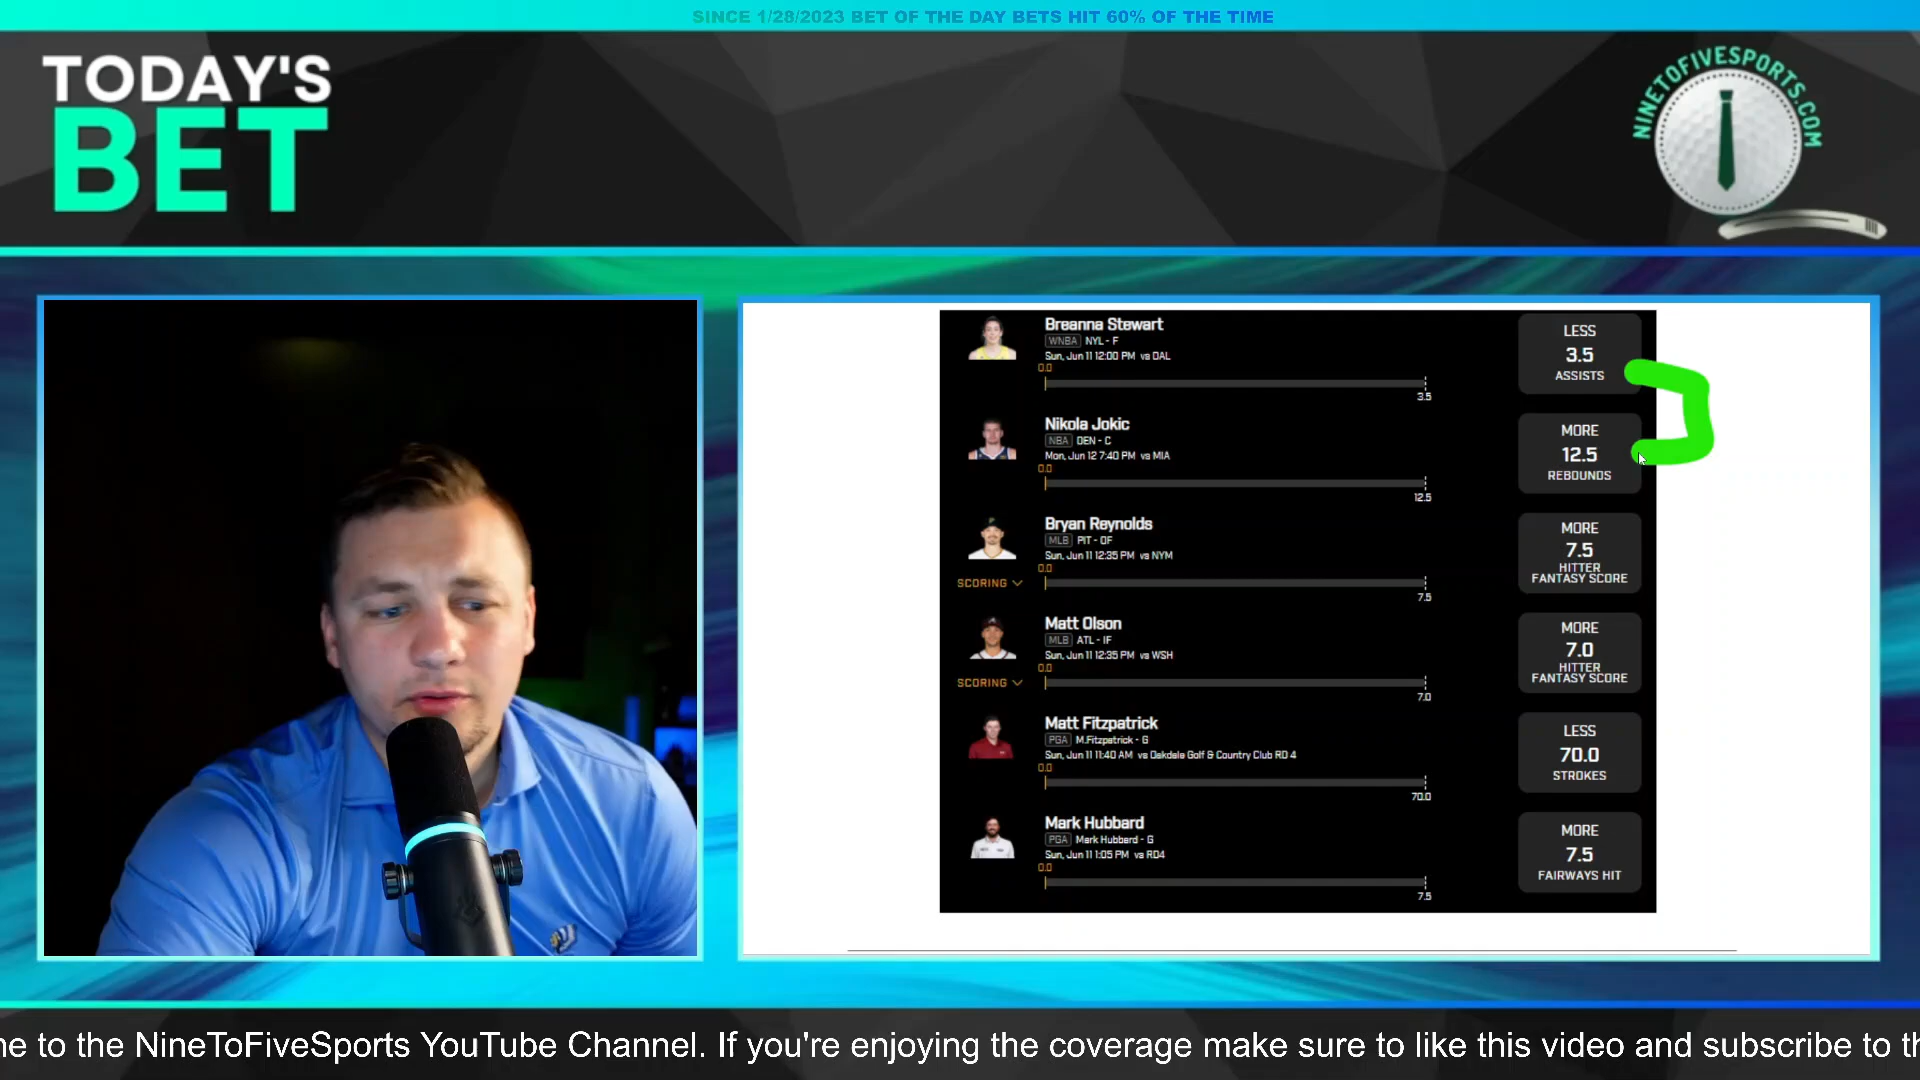 SINCE 1/28/2023 BET OF THE DAY BETS HIT 60% OF THE TIME
TODAY'S
BET
NINETOFIVESPORTS.COM
Breanna Stewart
WNBA NYL - F
Sun, Jun 11 12:00 PM vs DAL
0.0
3.5
LESS
3.5
ASSISTS
Nikola Jokic
NBA DEN - C
Mon, Jun 12 7:40 PM vs MIA
0.0
12.5
MORE
12.5
REBOUNDS
Bryan Reynolds
MLB PIT - OF
Sun, Jun 11 12:35 PM vs NYM
0.0
SCORING
7.5
MORE
7.5
HITTER
FANTASY SCORE
Matt Olson
MLB ATL - IF
Sun, Jun 11 12:35 PM vs WSH
0.0
SCORING
7.0
MORE
7.0
HITTER
FANTASY SCORE
Matt Fitzpatrick
PGA M.Fitzpatrick - G
Sun, Jun 11 11:40 AM vs Oakdale Golf & Country Club RD 4
0.0
70.0
LESS
70.0
STROKES
Mark Hubbard
PGA Mark Hubbard - G
Sun, Jun 11 1:05 PM vs RD4
0.0
7.5
MORE
7.5
FAIRWAYS HIT
ne to the NineToFiveSports YouTube Channel. If you're enjoying the coverage make sure to like this video and subscribe to th